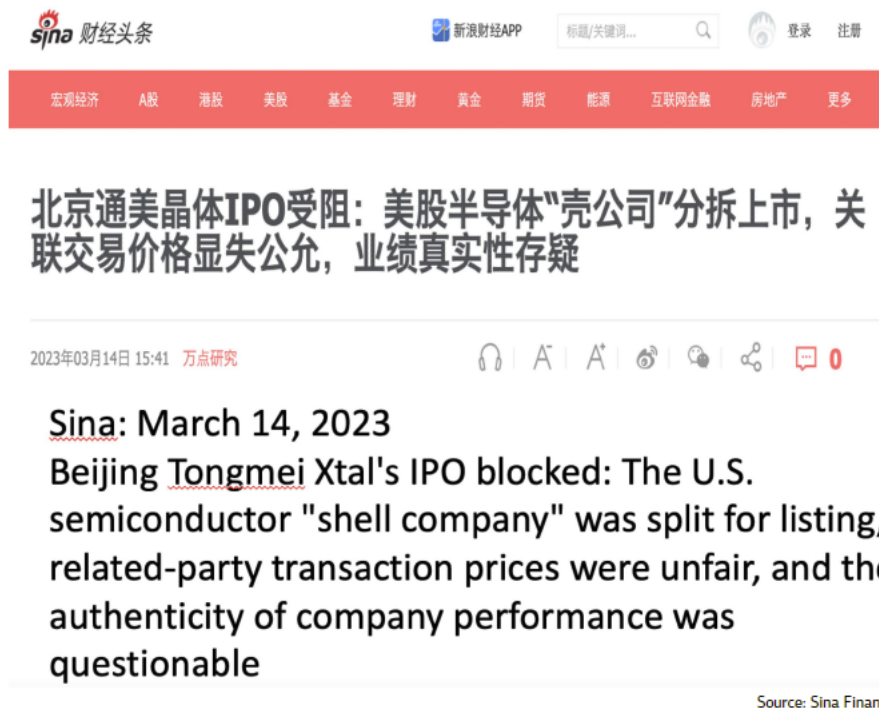 sina 财经头条
新浪财经APP
标题/关键词...
登录
注册
宏观经济 A股 港股 美股 基金 理财 黄金 期货 能源 互联网金融 房地产 更多
北京通美晶体IPO受阻：美股半导体“壳公司”分拆上市，关
联交易价格显失公允，业绩真实性存疑
2023年03月14日 15:41 万点研究
A- A+ 0
Sina: March 14, 2023
Beijing Tongmei Xtal's IPO blocked: The U.S.
semiconductor "shell company" was split for listing,
related-party transaction prices were unfair, and the
authenticity of company performance was
questionable
Source: Sina Finan